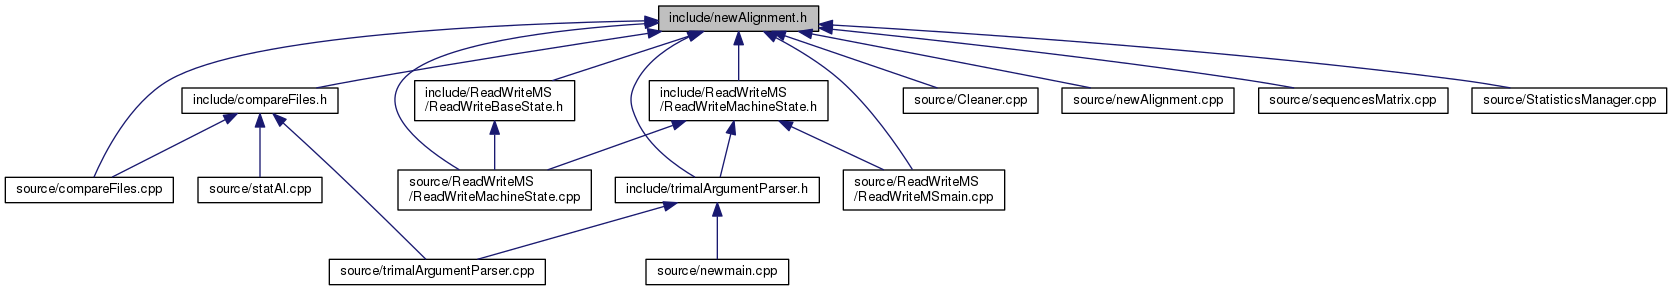 include/newAlignment.h
include/compareFiles.h
include/ReadWriteMS
/ReadWriteBaseState.h
include/ReadWriteMS
/ReadWriteMachineState.h
source/Cleaner.cpp
source/newAlignment.cpp
source/sequencesMatrix.cpp
source/StatisticsManager.cpp
source/compareFiles.cpp
source/statAl.cpp
source/ReadWriteMS
/ReadWriteMachineState.cpp
include/trimalArgumentParser.h
source/ReadWriteMS
/ReadWriteMSmain.cpp
source/trimalArgumentParser.cpp
source/newmain.cpp